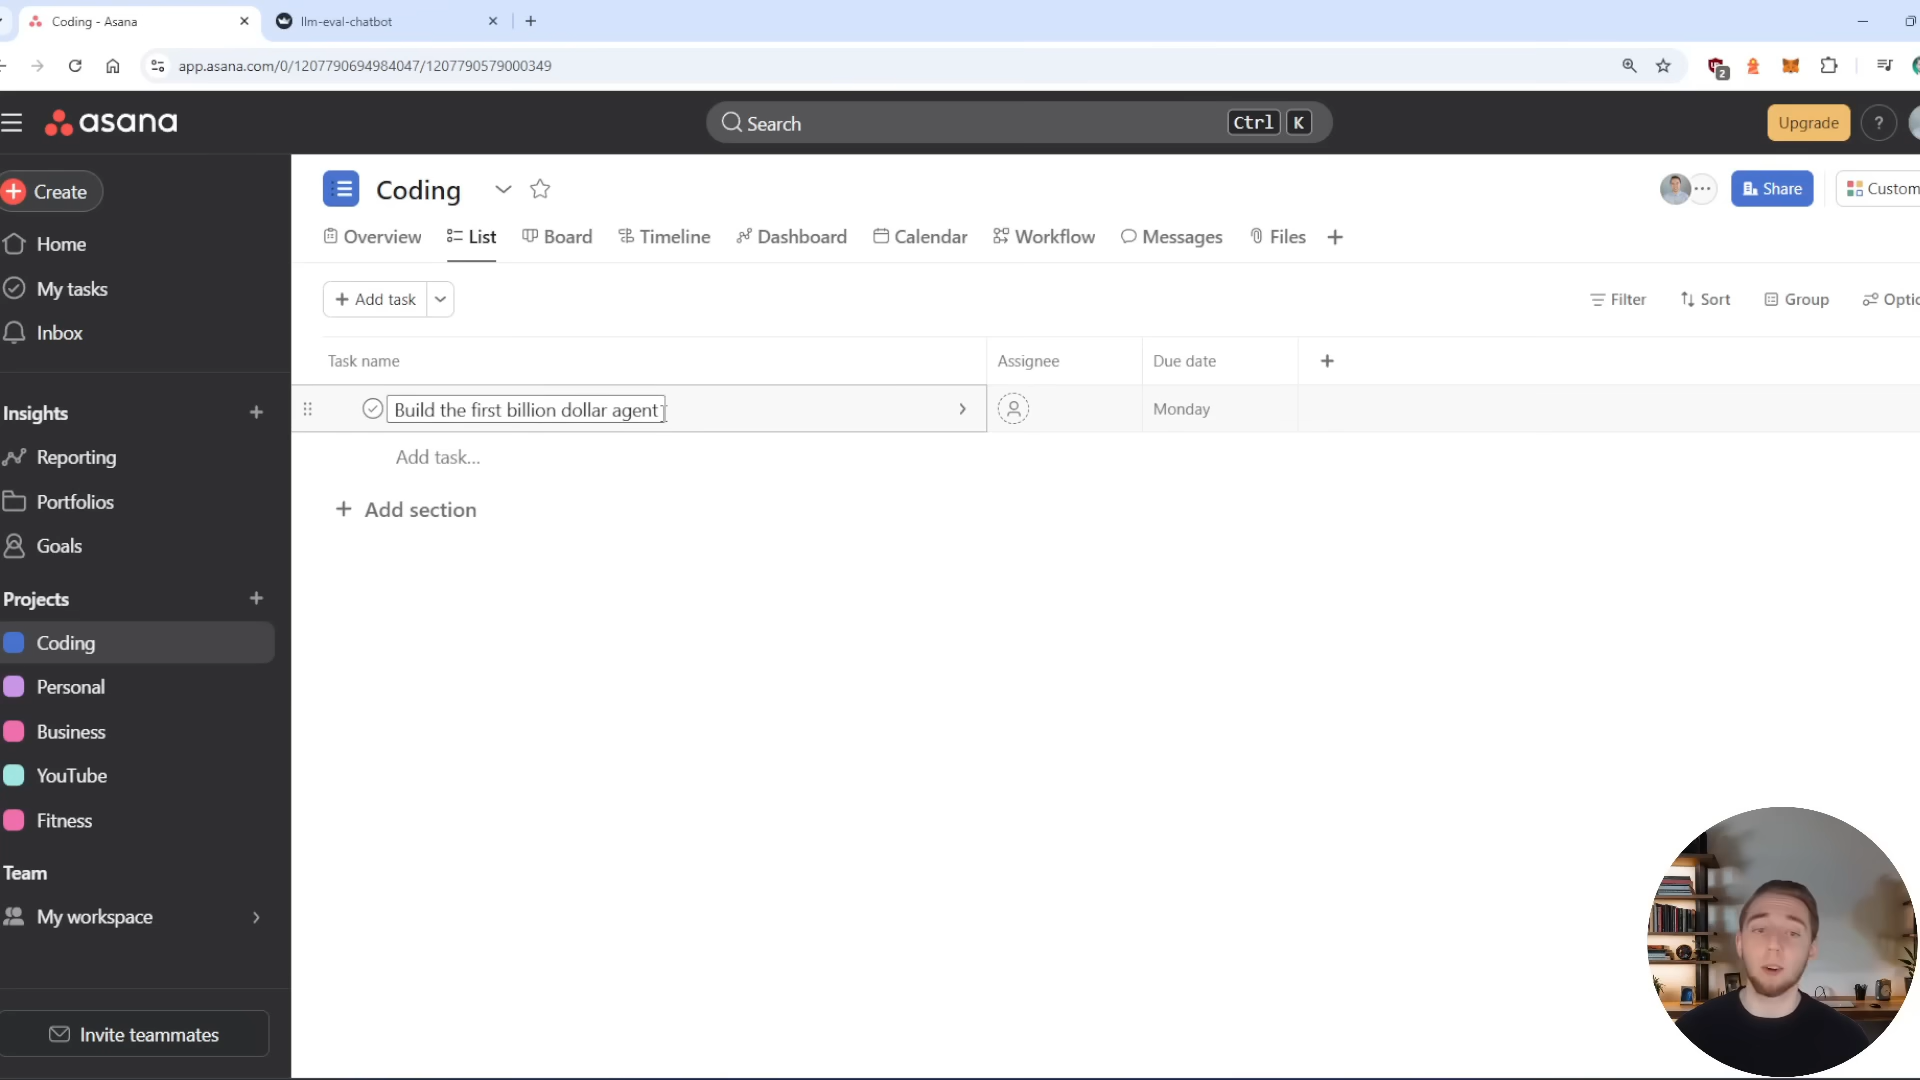 Coding - Asana
llm-eval-chatbot
app.asana.com/0/1207790694984047/1207790579000349
2
asana
Search
Ctrl K
Upgrade
?
Create
Home
My tasks
Inbox
Insights
Reporting
Portfolios
Goals
Projects
Coding
Personal
Business
YouTube
Fitness
Team
My workspace
Invite teammates
Coding
Share
Custom
Overview List Board Timeline Dashboard Calendar Workflow Messages Files
Add task
Filter Sort Group Optio
Task name Assignee Due date
Build the first billion dollar agent Monday
Add task...
Add section